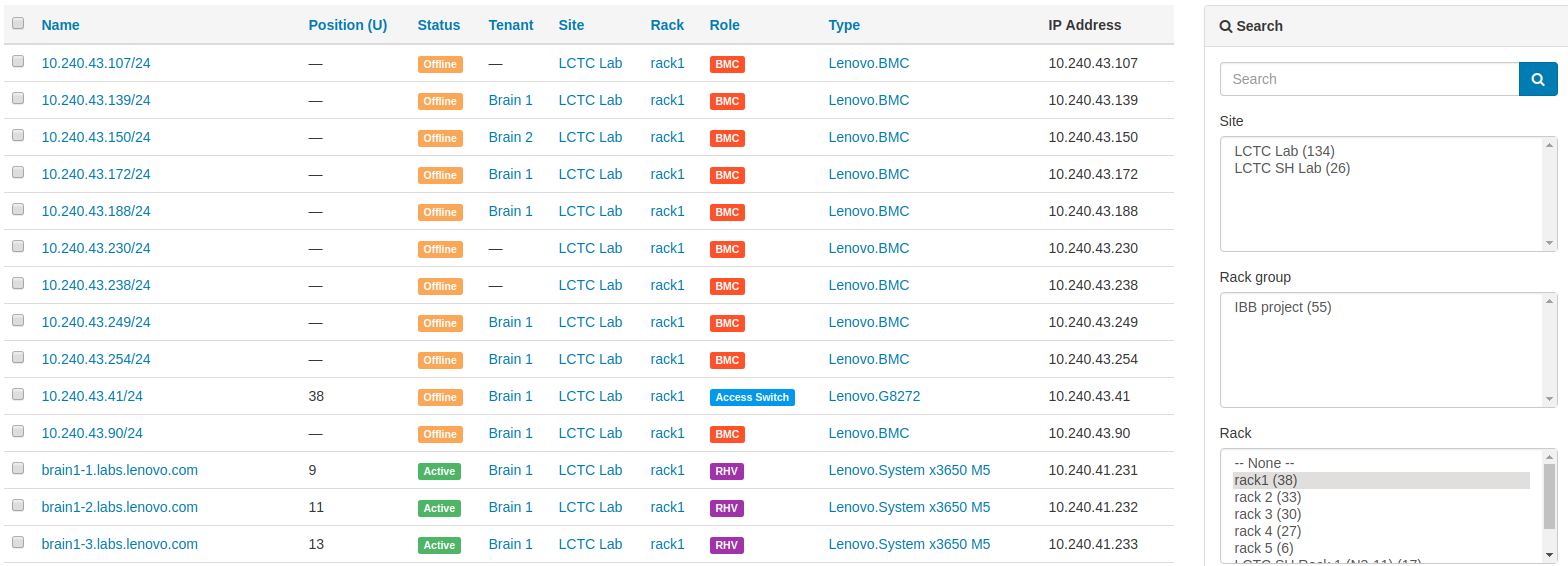 Name Position (U) Status Tenant Site Rack Role Type IP Address
10.240.43.107/24 — Offline — LCTC Lab rack1 BMC Lenovo.BMC 10.240.43.107
10.240.43.139/24 — Offline Brain 1 LCTC Lab rack1 BMC Lenovo.BMC 10.240.43.139
10.240.43.150/24 — Offline Brain 2 LCTC Lab rack1 BMC Lenovo.BMC 10.240.43.150
10.240.43.172/24 — Offline Brain 1 LCTC Lab rack1 BMC Lenovo.BMC 10.240.43.172
10.240.43.188/24 — Offline Brain 1 LCTC Lab rack1 BMC Lenovo.BMC 10.240.43.188
10.240.43.230/24 — Offline — LCTC Lab rack1 BMC Lenovo.BMC 10.240.43.230
10.240.43.238/24 — Offline — LCTC Lab rack1 BMC Lenovo.BMC 10.240.43.238
10.240.43.249/24 — Offline Brain 1 LCTC Lab rack1 BMC Lenovo.BMC 10.240.43.249
10.240.43.254/24 — Offline Brain 1 LCTC Lab rack1 BMC Lenovo.BMC 10.240.43.254
10.240.43.41/24 38 Offline Brain 1 LCTC Lab rack1 Access Switch Lenovo.G8272 10.240.43.41
10.240.43.90/24 — Offline Brain 1 LCTC Lab rack1 BMC Lenovo.BMC 10.240.43.90
brain1-1.labs.lenovo.com 9 Active Brain 1 LCTC Lab rack1 RHV Lenovo.System x3650 M5 10.240.41.231
brain1-2.labs.lenovo.com 11 Active Brain 1 LCTC Lab rack1 RHV Lenovo.System x3650 M5 10.240.41.232
brain1-3.labs.lenovo.com 13 Active Brain 1 LCTC Lab rack1 RHV Lenovo.System x3650 M5 10.240.41.233
Search
Search
Site
LCTC Lab (134)
LCTC SH Lab (26)
Rack group
IBB project (55)
Rack
-- None --
rack1 (38)
rack 2 (33)
rack 3 (30)
rack 4 (27)
rack 5 (6)
LCTC SH Rack 1 (N3-11) (17)